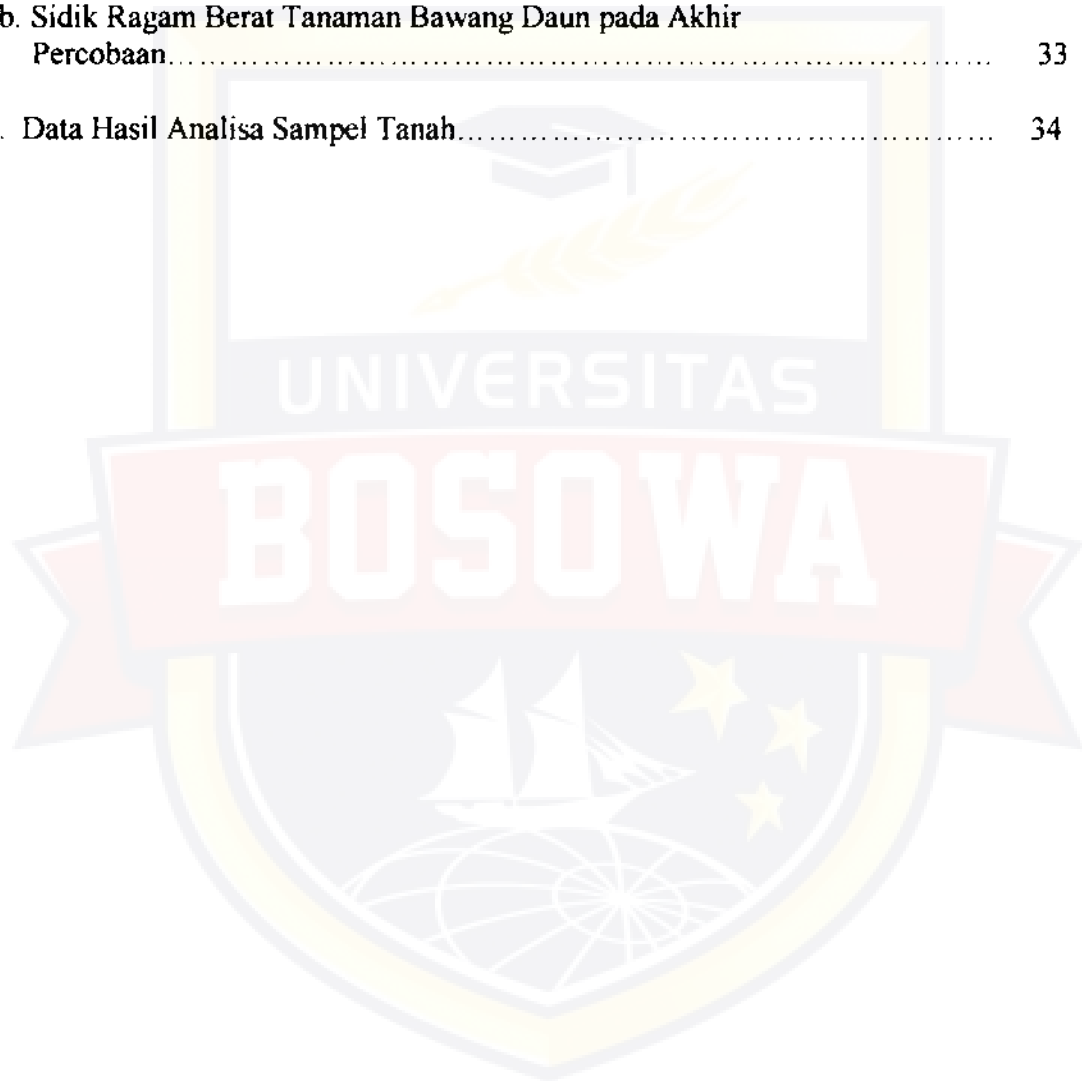 b. Sidik Ragam Berat Tanaman Bawang Daun pada Akhir
Percobaan........................................................................ 33
. Data Hasil Analisa Sampel Tanah................................................ 34
UNIVERSITAS
BOSOWA